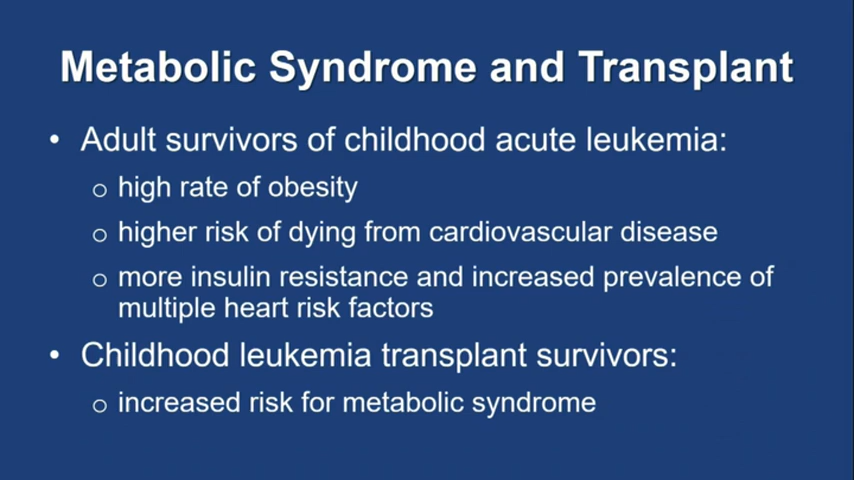 Metabolic Syndrome and Transplant
• Adult survivors of childhood acute leukemia:
o high rate of obesity
o higher risk of dying from cardiovascular disease
o more insulin resistance and increased prevalence of
multiple heart risk factors
• Childhood leukemia transplant survivors:
o increased risk for metabolic syndrome